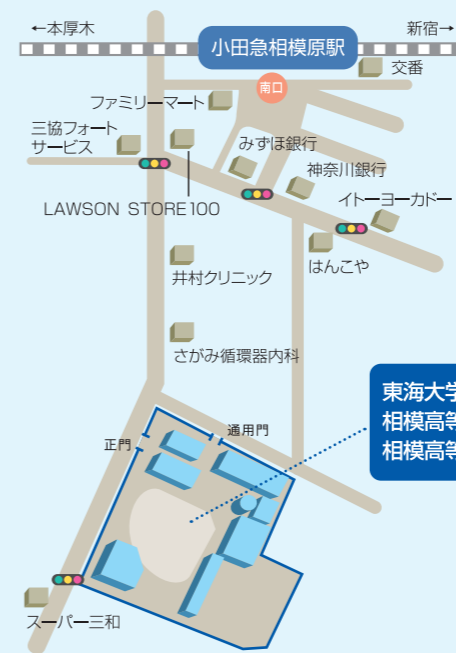 ←本厚木
新宿→
小田急相模原駅
交番
南口
ファミリーマート
三協フォート
サービス
みずほ銀行
神奈川銀行
イトーヨーカドー
LAWSON STORE100
はんこや
井村クリニック
さがみ循環器内科
東海大学
相模高等
相模高等
通用門
正門
スーパー三和